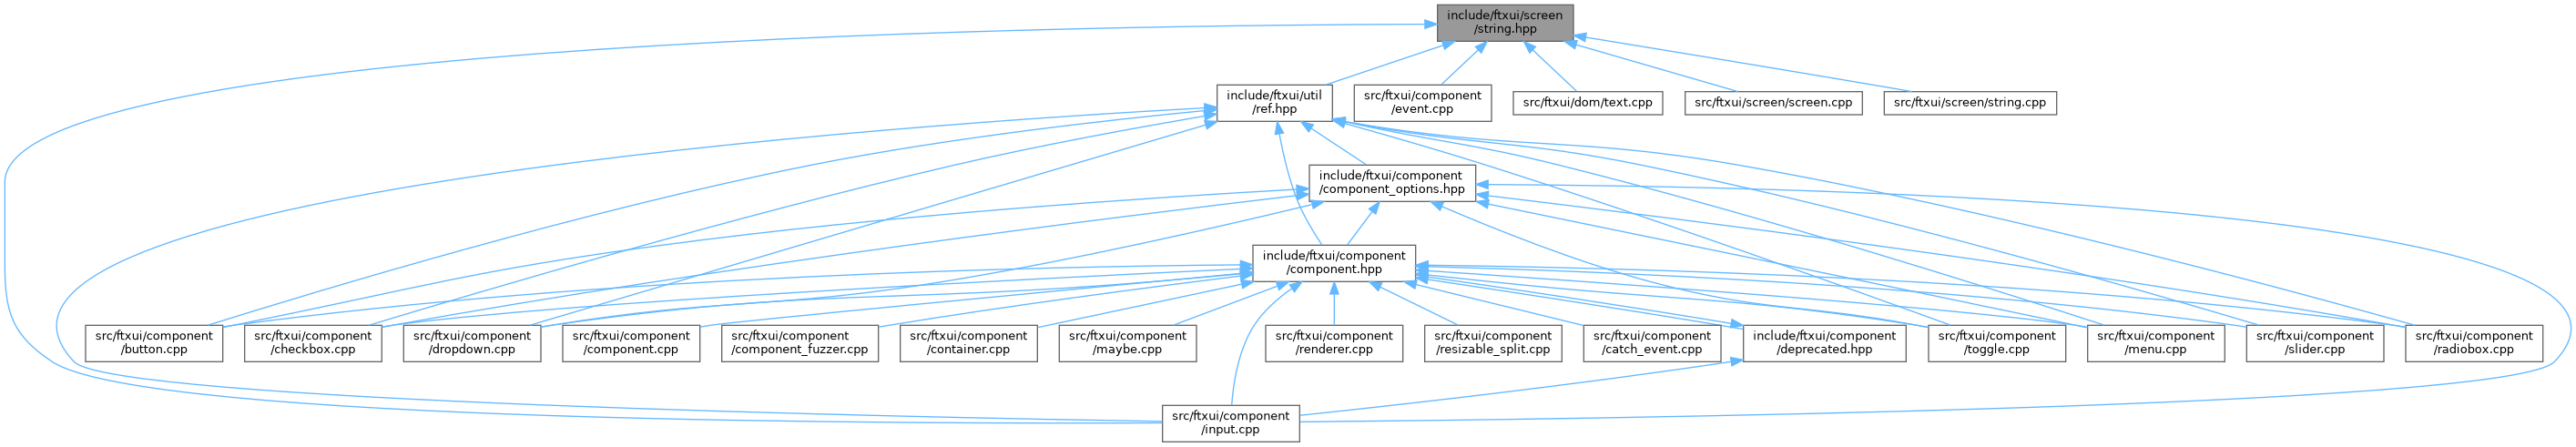 include/ftxui/screen
/string.hpp
include/ftxui/util
/ref.hpp
src/ftxui/component
/event.cpp
src/ftxui/dom/text.cpp
src/ftxui/screen/screen.cpp
src/ftxui/screen/string.cpp
include/ftxui/component
/component_options.hpp
include/ftxui/component
/component.hpp
src/ftxui/component
/button.cpp
src/ftxui/component
/checkbox.cpp
src/ftxui/component
/dropdown.cpp
src/ftxui/component
/component.cpp
src/ftxui/component
/component_fuzzer.cpp
src/ftxui/component
/container.cpp
src/ftxui/component
/maybe.cpp
src/ftxui/component
/renderer.cpp
src/ftxui/component
/resizable_split.cpp
src/ftxui/component
/catch_event.cpp
include/ftxui/component
/deprecated.hpp
src/ftxui/component
/toggle.cpp
src/ftxui/component
/menu.cpp
src/ftxui/component
/slider.cpp
src/ftxui/component
/radiobox.cpp
src/ftxui/component
/input.cpp